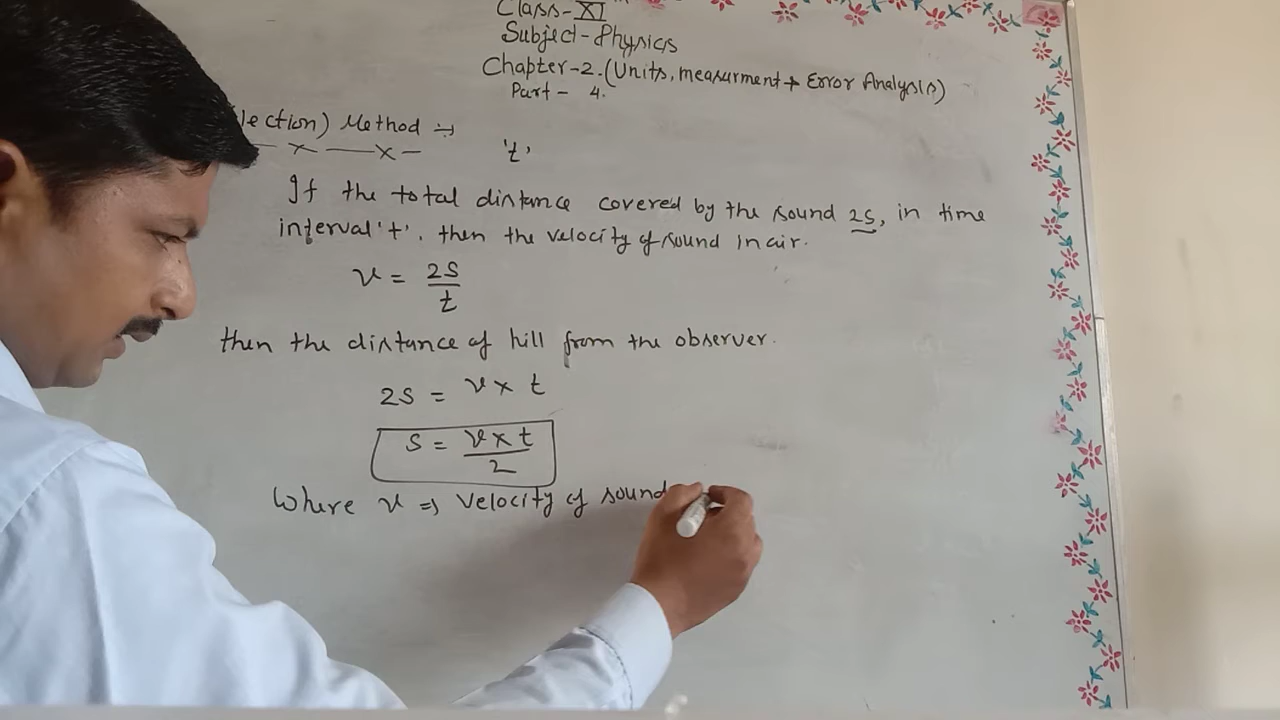 Class-XI
Subject-Physics
Chapter-2.(Units, measurment + Error Analysis)
Part - 4.
lection) Method :-
't'
If the total distance covered by the sound 2s, in time
interval 't'. then the velocity of sound in air.
v = 2s/t
then the distance of hill from the observer.
2s = v x t
s = v x t/2
where v => velocity of sound